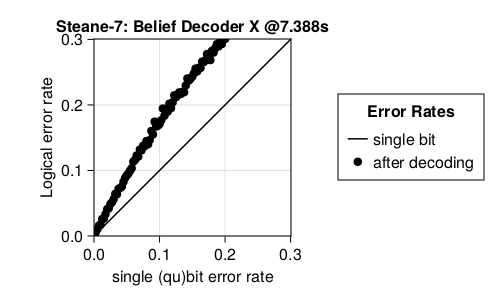 Steane-7: Belief Decoder X @7.388s
Logical error rate
0.3
0.2
0.1
0.0
0.0 0.1 0.2 0.3
single (qu)bit error rate
Error Rates
single bit
after decoding